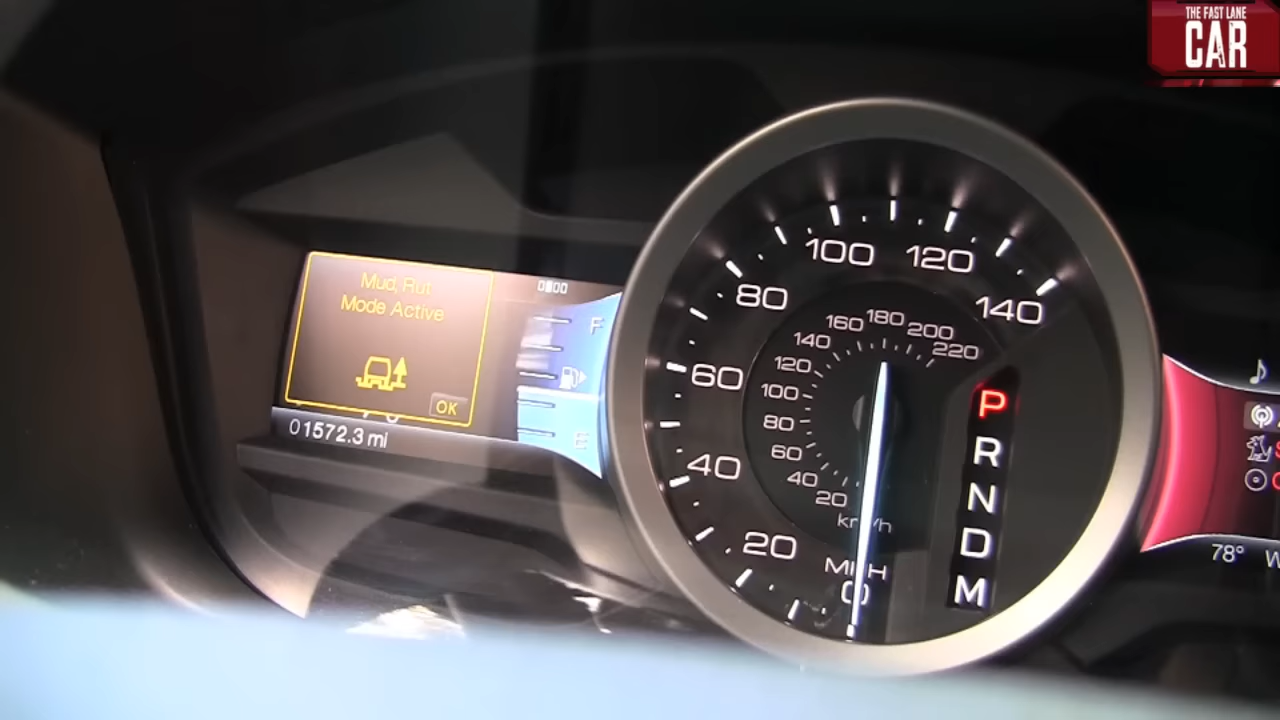 THE FAST LANE
CAR
Mud, Rut
Mode Active
OK
01572.3 mi
F
E
0
20
40
60
80
100
120
140
MPH
20
40
60
80
100
120
140
160
180
200
220
km/h
P
R
N
D
M
78°
W